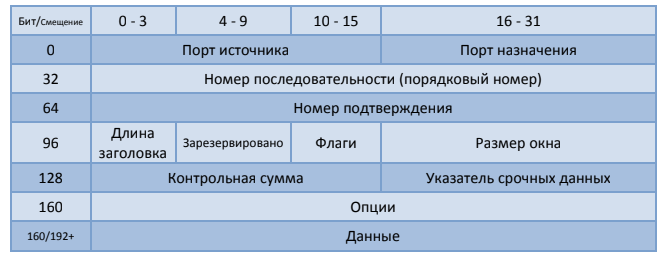 Бит/Смещение 0 - 3 4 - 9 10 - 15 16 - 31
0 Порт источника Порт назначения
32 Номер последовательности (порядковый номер)
64 Номер подтверждения
96 Длина заголовка Зарезервировано Флаги Размер окна
128 Контрольная сумма Указатель срочных данных
160 Опции
160/192+ Данные